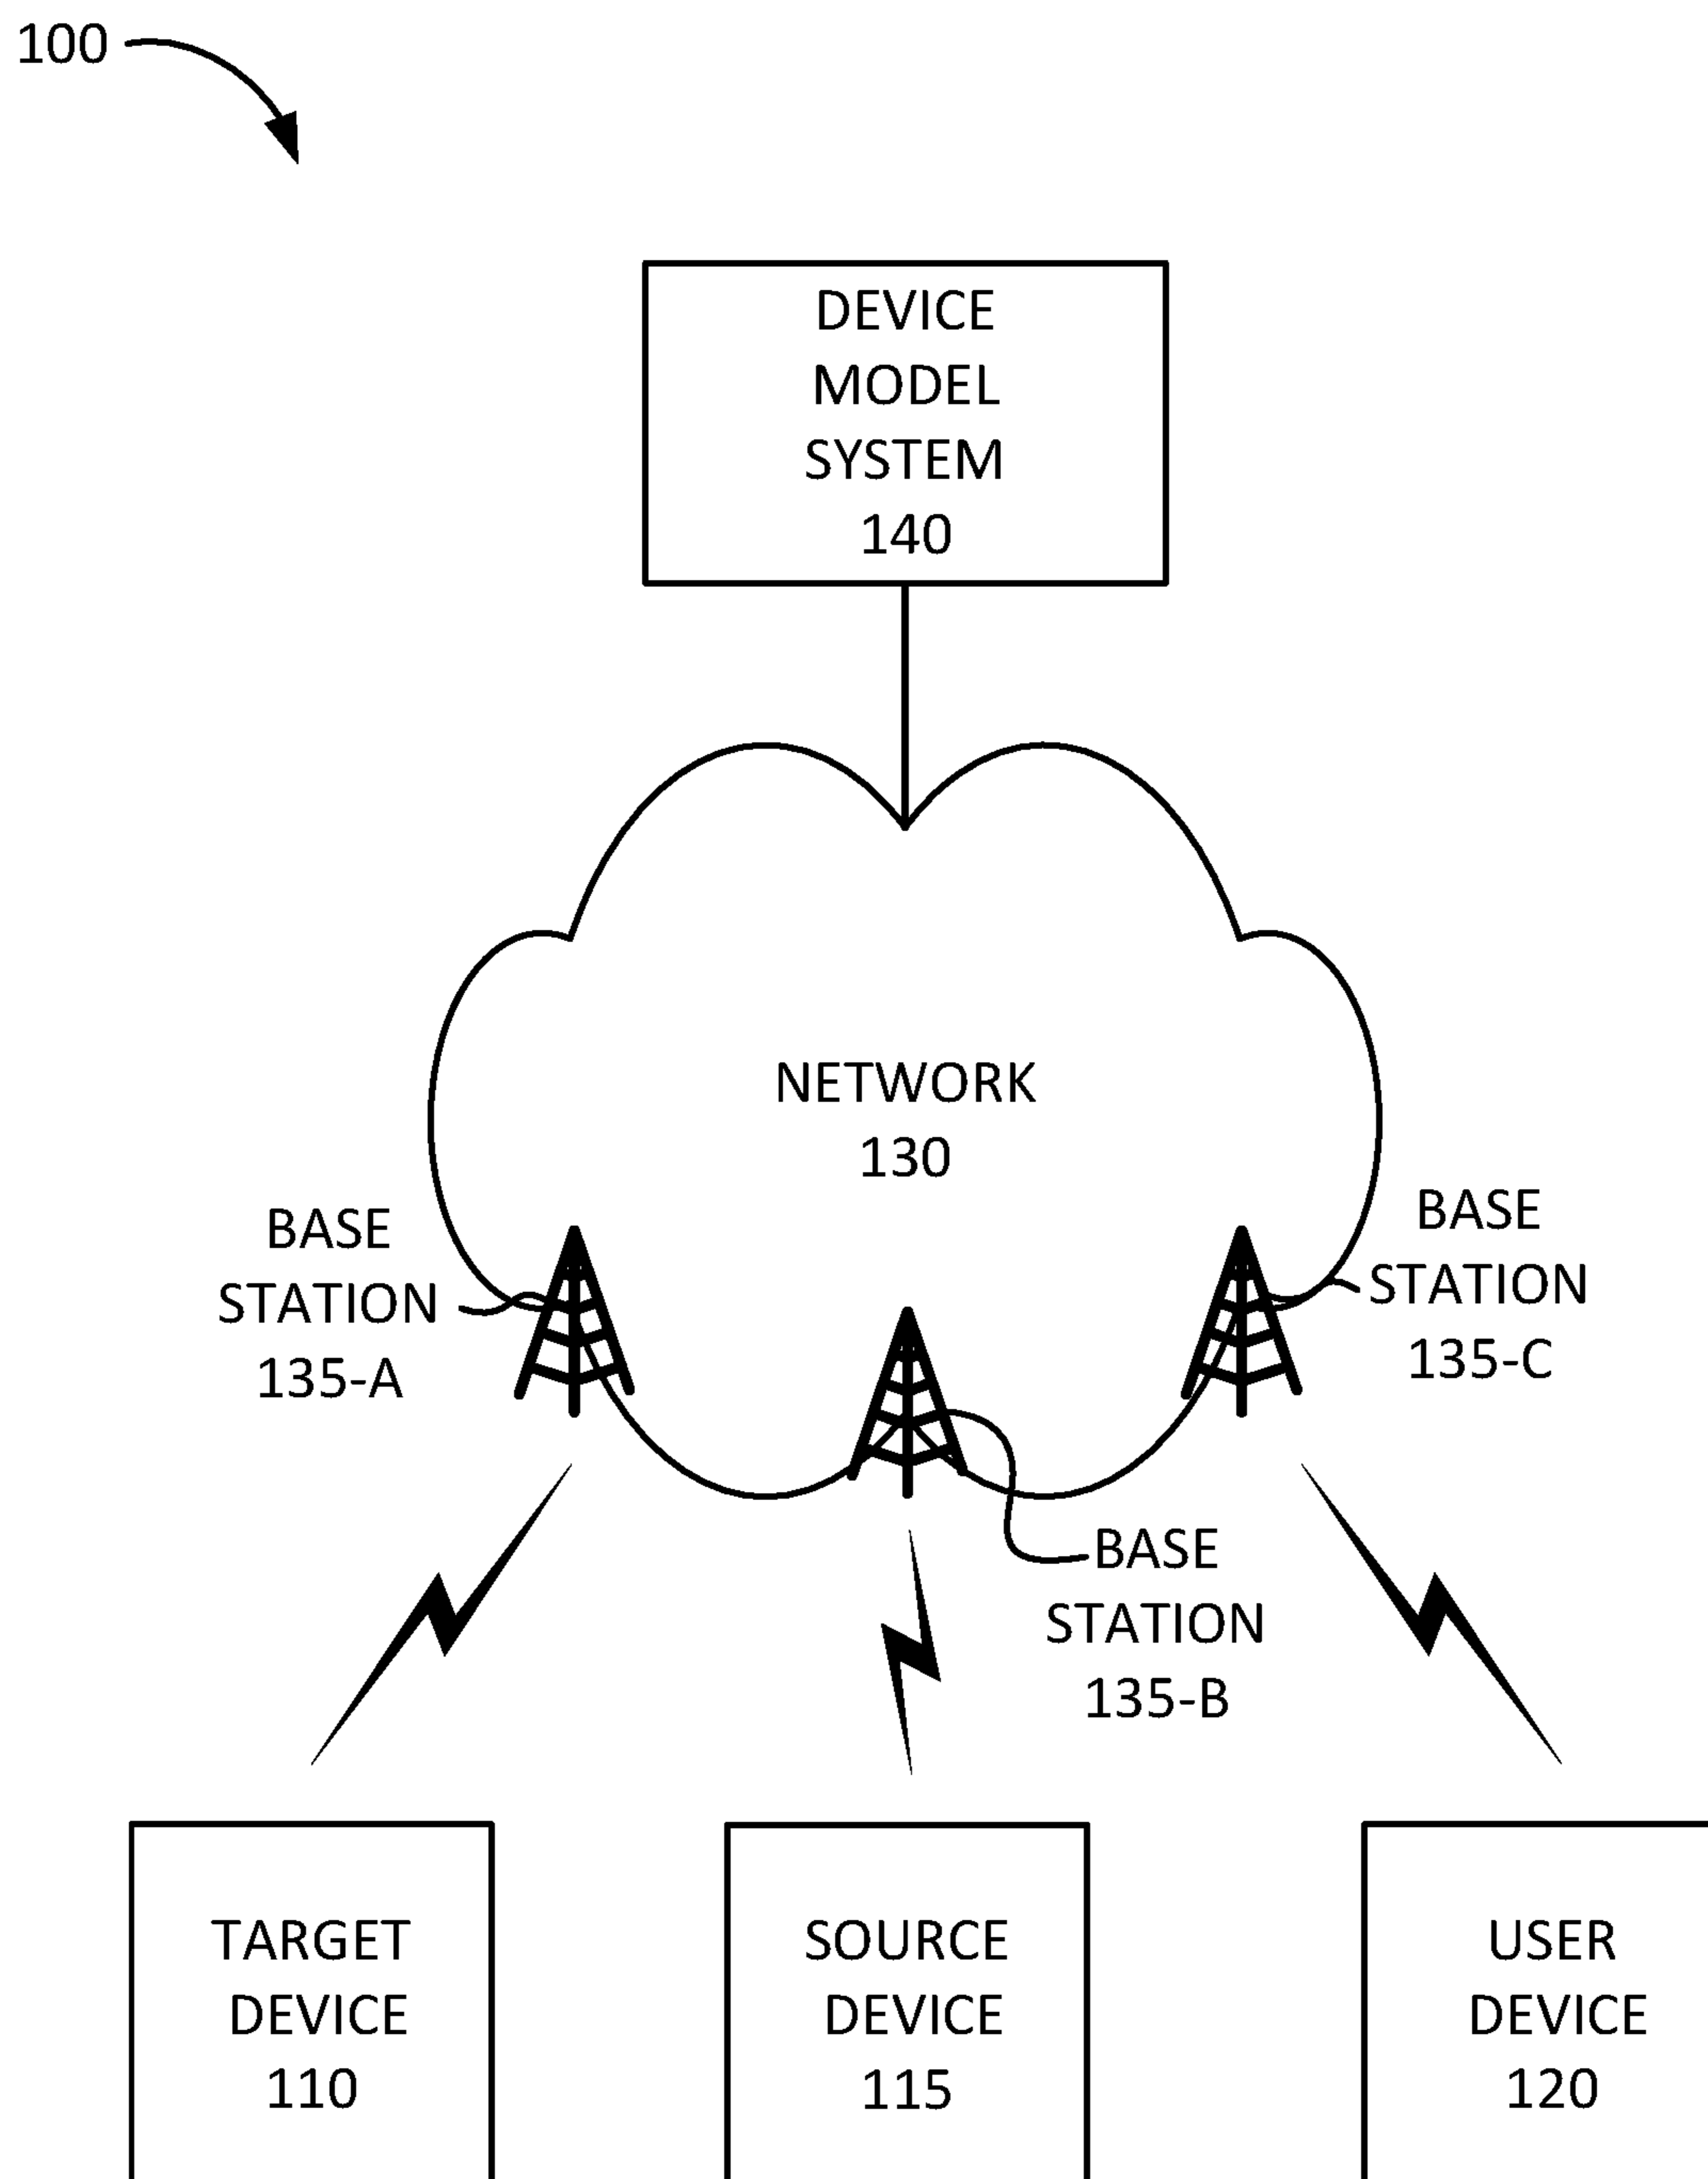 100
DEVICE
MODEL
SYSTEM
140
NETWORK
130
BASE
STATION
135-A
BASE
STATION
135-C
BASE
STATION
135-B
TARGET
DEVICE
110
SOURCE
DEVICE
115
USER
DEVICE
120